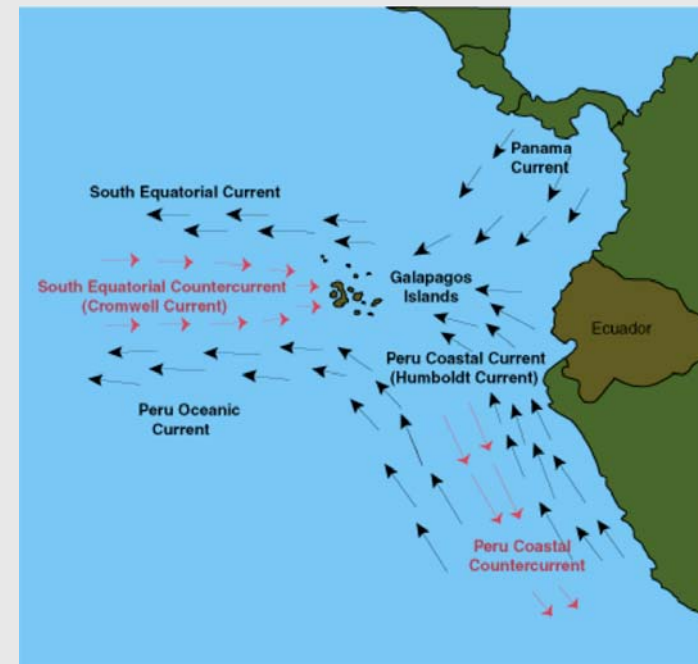 Panama
Current
South Equatorial Current
Galapagos
Islands
South Equatorial Countercurrent
(Cromwell Current)
Ecuador
Peru Coastal Current
(Humboldt Current)
Peru Oceanic
Current
Peru Coastal
Countercurrent